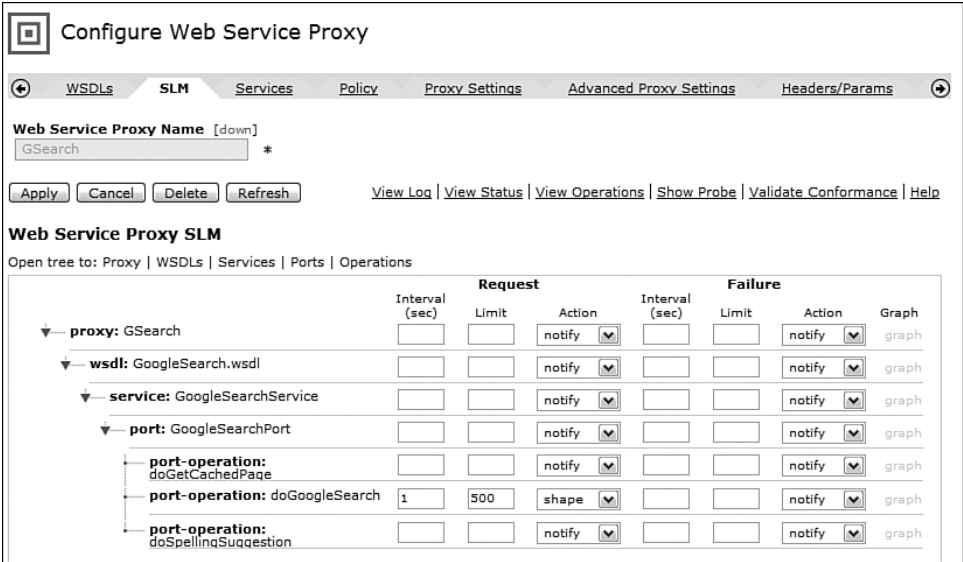 Configure Web Service Proxy
WSDLs SLM Services Policy Proxy Settings Advanced Proxy Settings Headers/Params
Web Service Proxy Name [down]
GSearch *
Apply Cancel Delete Refresh View Log | View Status | View Operations | Show Probe | Validate Conformance | Help
Web Service Proxy SLM
Open tree to: Proxy | WSDLs | Services | Ports | Operations
Request Failure
Interval (sec) Limit Action Interval (sec) Limit Action Graph
proxy: GSearch notify notify graph
wsdl: GoogleSearch.wsdl notify notify graph
service: GoogleSearchService notify notify graph
port: GoogleSearchPort notify notify graph
port-operation: notify notify graph
doGetCachedPage
port-operation: doGoogleSearch 1 500 shape notify graph
port-operation: notify notify graph
doSpellingSuggestion